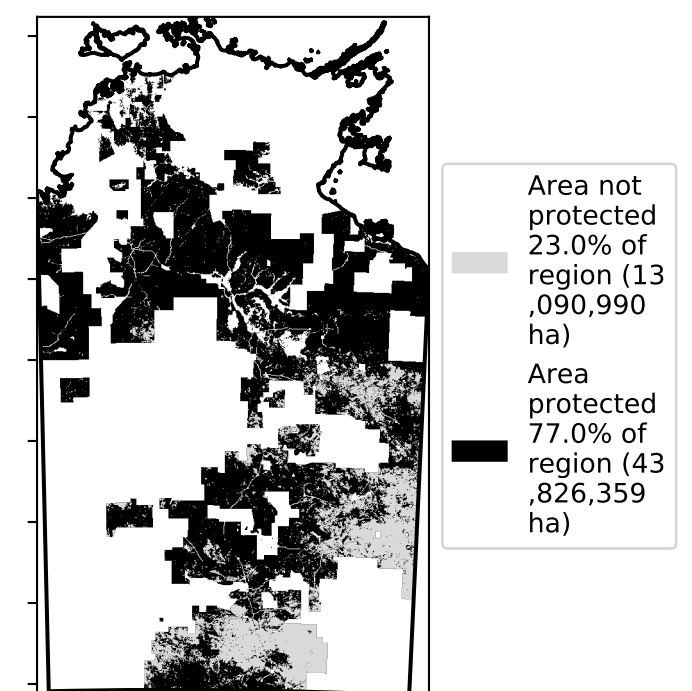 Area not
protected
23.0% of
region (13
,090,990
ha)
Area
protected
77.0% of
region (43
,826,359
ha)